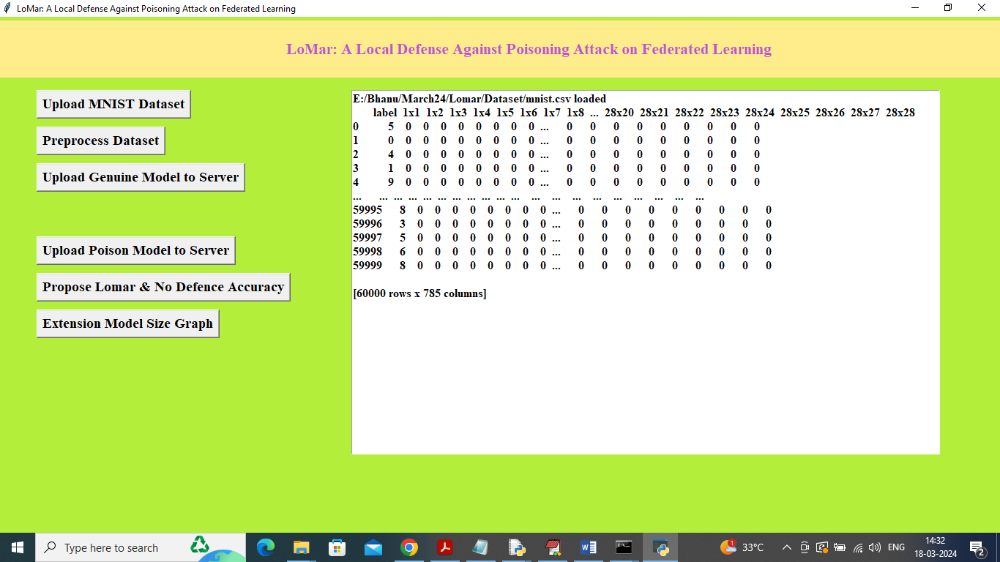 LoMar: A Local Defense Against Poisoning Attack on Federated Learning
LoMar: A Local Defense Against Poisoning Attack on Federated Learning
Upload MNIST Dataset
Preprocess Dataset
Upload Genuine Model to Server
Upload Poison Model to Server
Propose Lomar & No Defence Accuracy
Extension Model Size Graph
E:/Bhanu/March24/Lomar/Dataset/mnist.csv loaded
label 1x1 1x2 1x3 1x4 1x5 1x6 1x7 1x8 ... 28x20 28x21 28x22 28x23 28x24 28x25 28x26 28x27 28x28
0 5 0 0 0 0 0 0 0 0 ... 0 0 0 0 0 0 0 0 0
1 0 0 0 0 0 0 0 0 0 ... 0 0 0 0 0 0 0 0 0
2 4 0 0 0 0 0 0 0 0 ... 0 0 0 0 0 0 0 0 0
3 1 0 0 0 0 0 0 0 0 ... 0 0 0 0 0 0 0 0 0
4 9 0 0 0 0 0 0 0 0 ... 0 0 0 0 0 0 0 0 0
... ... ... ... ... ... ... ... ... ... ... ... ... ... ... ... ... ... ... ...
59995 8 0 0 0 0 0 0 0 0 ... 0 0 0 0 0 0 0 0 0
59996 3 0 0 0 0 0 0 0 0 ... 0 0 0 0 0 0 0 0 0
59997 5 0 0 0 0 0 0 0 0 ... 0 0 0 0 0 0 0 0 0
59998 6 0 0 0 0 0 0 0 0 ... 0 0 0 0 0 0 0 0 0
59999 8 0 0 0 0 0 0 0 0 ... 0 0 0 0 0 0 0 0 0
[60000 rows x 785 columns]
Type here to search
1
33°C
ENG
14:32
18-03-2024
2